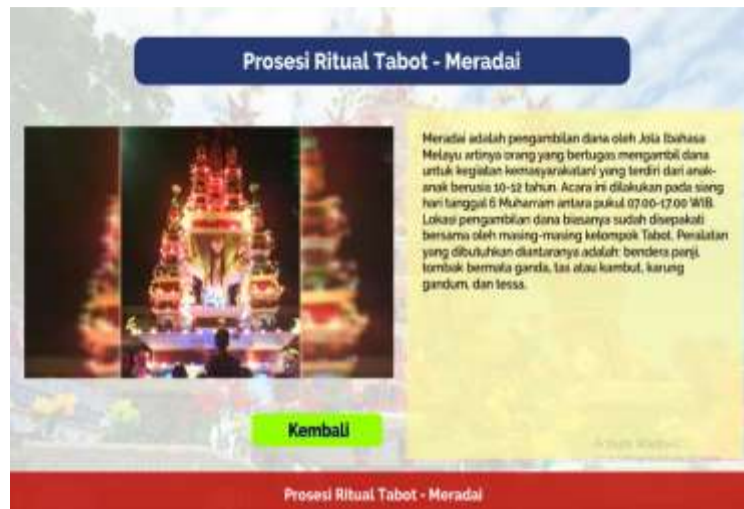 Prosesi Ritual Tabot - Meradai
Meradai adalah pengambilan dana oleh Jola (bahasa
Melayu artinya orang yang bertugas mengambil dana
untuk kegiatan kemasyarakatan) yang terdiri dari anak-
anak berusia 10-12 tahun. Acara ini dilakukan pada siang
hari tanggal 6 Muharram antara pukul 07.00-17.00 WIB.
Lokasi pengambilan dana biasanya sudah disepakati
bersama oleh masing-masing kelompok Tabot. Peralatan
yang dibutuhkan diantaranya adalah: bendera panji,
tombak bermata ganda, tas atau kambut, karung
gandum, dan tessa.
Kembali
Prosesi Ritual Tabot - Meradai